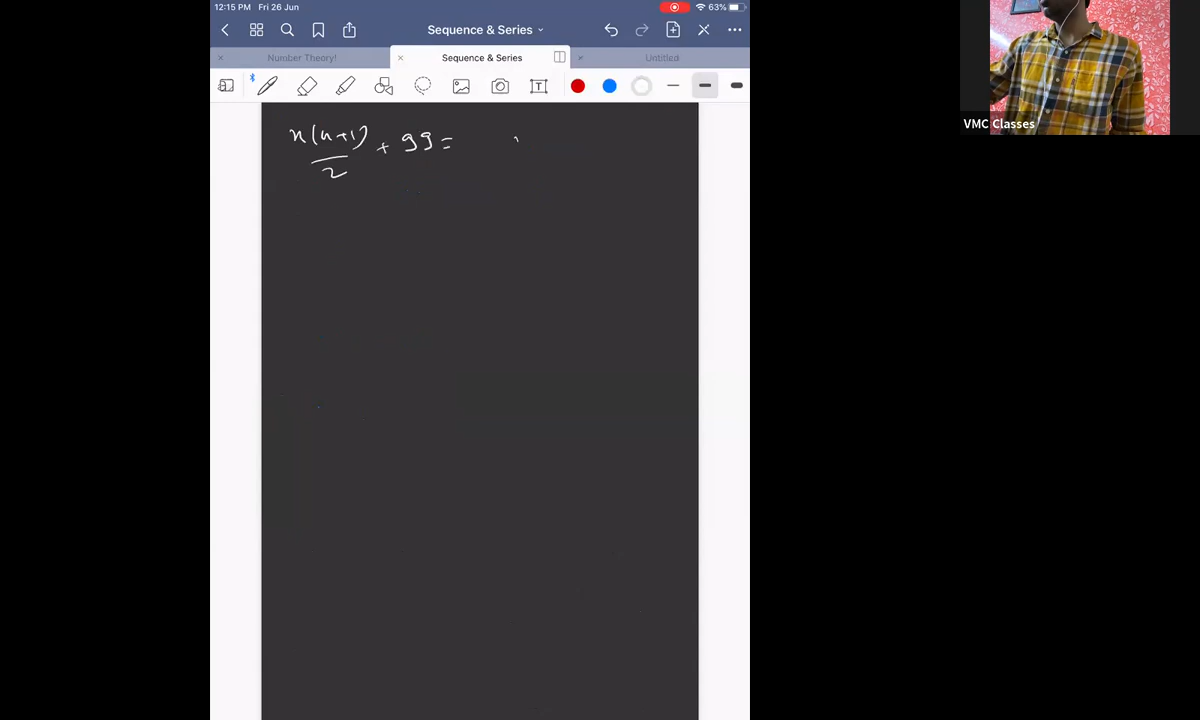 12:15 PM Fri 26 Jun 63%
Sequence & Series
Number Theory! Sequence & Series Untitled
n(n+1)/2 + 99 =
VMC Classes